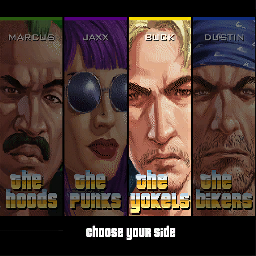 MARCUS
JAXX
BUCK
DUSTIN
the hoods
the punks
the yokels
the bikers
choose your side